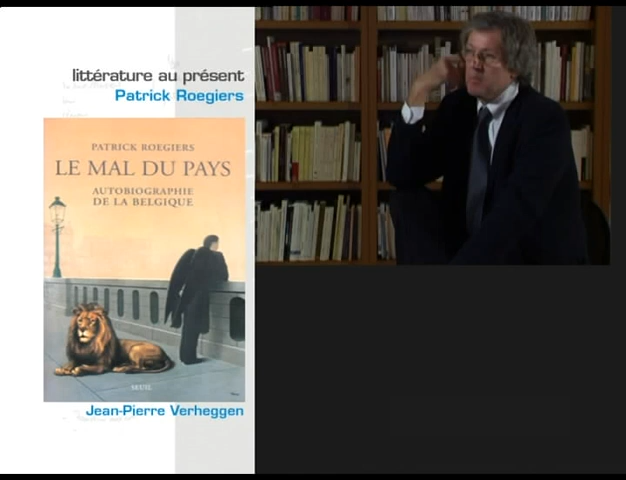 littérature au présent
Patrick Roegiers
PATRICK ROEGIERS
LE MAL DU PAYS
AUTOBIOGRAPHIE
DE LA BELGIQUE
SEUIL
Jean-Pierre Verheggen